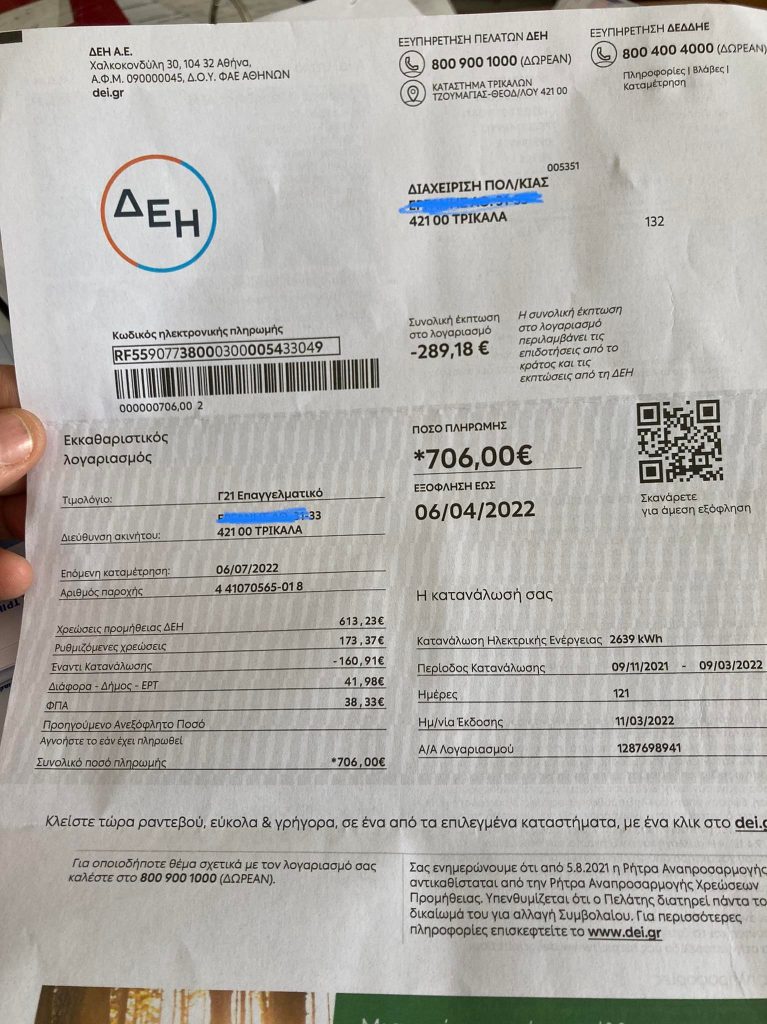 ΔΕΗ Α.Ε.
Χαλκοκονδύλη 30, 104 32 Αθήνα,
Α.Φ.Μ. 090000045, Δ.Ο.Υ. ΦΑΕ ΑΘΗΝΩΝ
dei.gr
ΕΞΥΠΗΡΕΤΗΣΗ ΠΕΛΑΤΩΝ ΔΕΗ
800 900 1000 (ΔΩΡΕΑΝ)
ΚΑΤΑΣΤΗΜΑ ΤΡΙΚΑΛΩΝ
ΤΖΟΥΜΑΓΙΑΣ-ΘΕΟΔ/ΛΟΥ 421 00
ΕΞΥΠΗΡΕΤΗΣΗ ΔΕΔΔΗΕ
800 400 4000 (ΔΩΡΕΑΝ)
Πληροφορίες | Βλάβες |
Καταμέτρηση
ΔΕΗ
005351
ΔΙΑΧΕΙΡΙΣΗ ΠΟΛ/ΚΙΑΣ
421 00 ΤΡΙΚΑΛΑ
132
Κωδικός ηλεκτρονικής πληρωμής
RF55907738000300005433049
000000706,00 2
Συνολική έκπτωση
στο λογαριασμό
-289,18 €
Η συνολική έκπτωση
στο λογαριασμό
περιλαμβάνει τις
επιδοτήσεις από το
κράτος και τις
εκπτώσεις από τη ΔΕΗ
Εκκαθαριστικός
λογαριασμός
Τιμολόγιο: Γ21 Επαγγελματικό
-33
Διεύθυνση ακινήτου: 421 00 ΤΡΙΚΑΛΑ
Επόμενη καταμέτρηση: 06/07/2022
Αριθμός παροχής 4 41070565-01 8
Χρεώσεις προμήθειας ΔΕΗ 613,23€
Ρυθμιζόμενες χρεώσεις 173,37€
Έναντι Κατανάλωσης -160,91€
Διάφορα - Δήμος - ΕΡΤ 41,98€
ΦΠΑ 38,33€
Προηγούμενο Ανεξόφλητο Ποσό
Αγνοήστε το εάν έχει πληρωθεί
Συνολικό ποσό πληρωμής *706,00€
ΠΟΣΟ ΠΛΗΡΩΜΗΣ
*706,00€
ΕΞΟΦΛΗΣΗ ΕΩΣ
06/04/2022
Σκανάρετε
για άμεση εξόφληση
Η κατανάλωσή σας
Κατανάλωση Ηλεκτρικής Ενέργειας 2639 kWh
Περίοδος Κατανάλωσης 09/11/2021 - 09/03/2022
Ημέρες 121
Ημ/νία Έκδοσης 11/03/2022
Α/Α Λογαριασμού 1287698941
Κλείστε τώρα ραντεβού, εύκολα & γρήγορα, σε ένα από τα επιλεγμένα καταστήματα, με ένα κλικ στο dei.g
Για οποιοδήποτε θέμα σχετικά με τον λογαριασμό σας
καλέστε στο 800 900 1000 (ΔΩΡΕΑΝ).
Σας ενημερώνουμε ότι από 5.8.2021 η Ρήτρα Αναπροσαρμογής
αντικαθίσταται από την Ρήτρα Αναπροσαρμογής Χρεώσεων
Προμήθειας. Υπενθυμίζεται ότι ο Πελάτης διατηρεί πάντα το
δικαίωμά του για αλλαγή Συμβολαίου. Για περισσότερες
πληροφορίες επισκεφτείτε το www.dei.gr